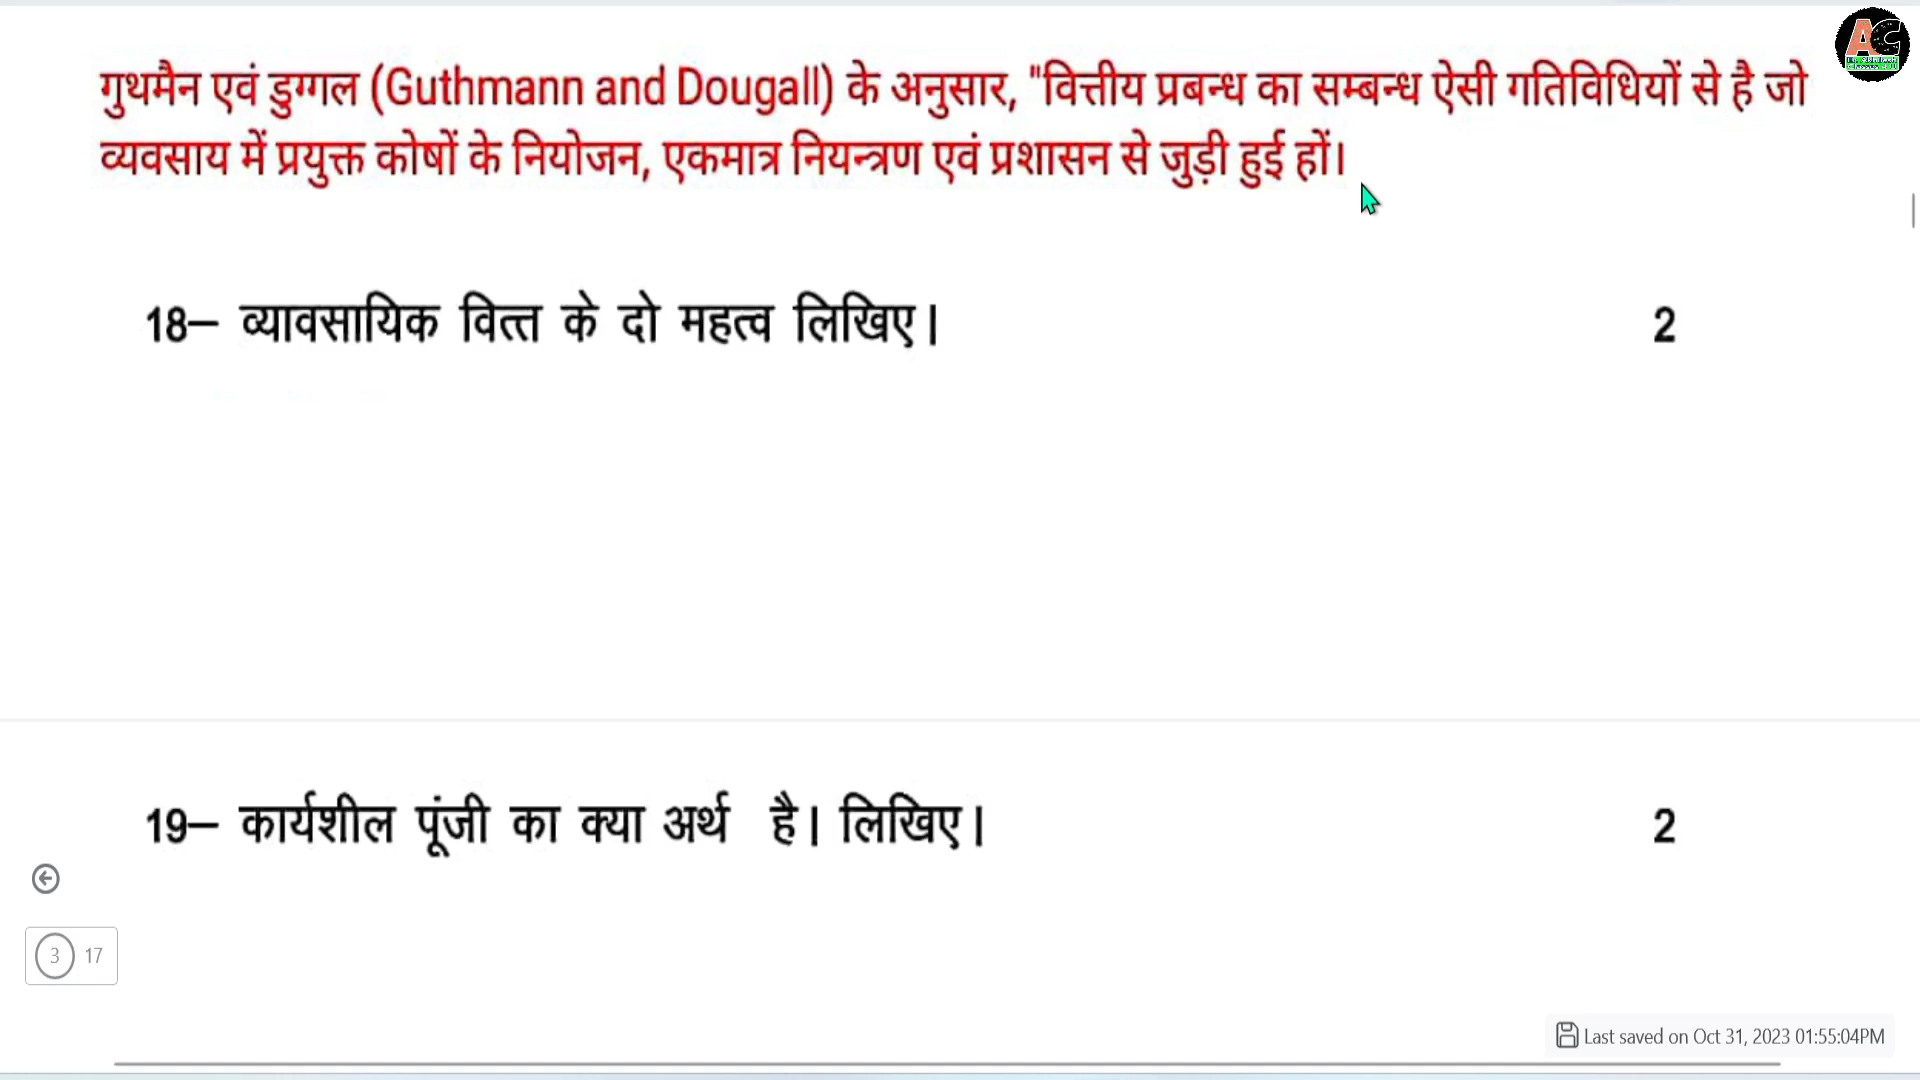 AC
गुथमैन एवं डुग्गल (Guthmann and Dougall) के अनुसार, "वित्तीय प्रबन्ध का सम्बन्ध ऐसी गतिविधियों से है जो
व्यवसाय में प्रयुक्त कोषों के नियोजन, एकमात्र नियन्त्रण एवं प्रशासन से जुड़ी हुई हों।
18– व्यावसायिक वित्त के दो महत्व लिखिए। 2
19– कार्यशील पूंजी का क्या अर्थ है। लिखिए। 2
3 17
Last saved on Oct 31, 2023 01:55:04PM